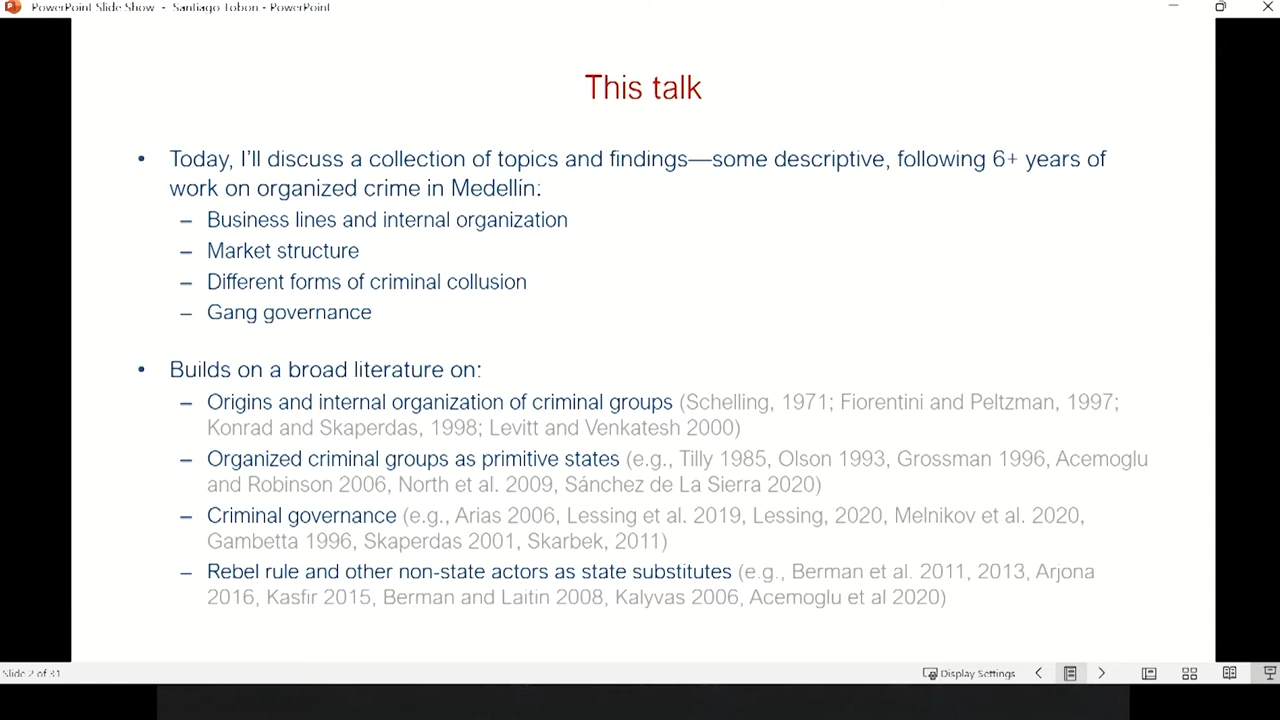 PowerPoint Slide Show - Santiago Tobon - PowerPoint
This talk
• Today, I'll discuss a collection of topics and findings—some descriptive, following 6+ years of
work on organized crime in Medellín:
– Business lines and internal organization
– Market structure
– Different forms of criminal collusion
– Gang governance
• Builds on a broad literature on:
– Origins and internal organization of criminal groups (Schelling, 1971; Fiorentini and Peltzman, 1997;
Konrad and Skaperdas, 1998; Levitt and Venkatesh 2000)
– Organized criminal groups as primitive states (e.g., Tilly 1985, Olson 1993, Grossman 1996, Acemoglu
and Robinson 2006, North et al. 2009, Sánchez de La Sierra 2020)
– Criminal governance (e.g., Arias 2006, Lessing et al. 2019, Lessing, 2020, Melnikov et al. 2020,
Gambetta 1996, Skaperdas 2001, Skarbek, 2011)
– Rebel rule and other non-state actors as state substitutes (e.g., Berman et al. 2011, 2013, Arjona
2016, Kasfir 2015, Berman and Laitin 2008, Kalyvas 2006, Acemoglu et al 2020)
Slide 2 of 31
Display Settings